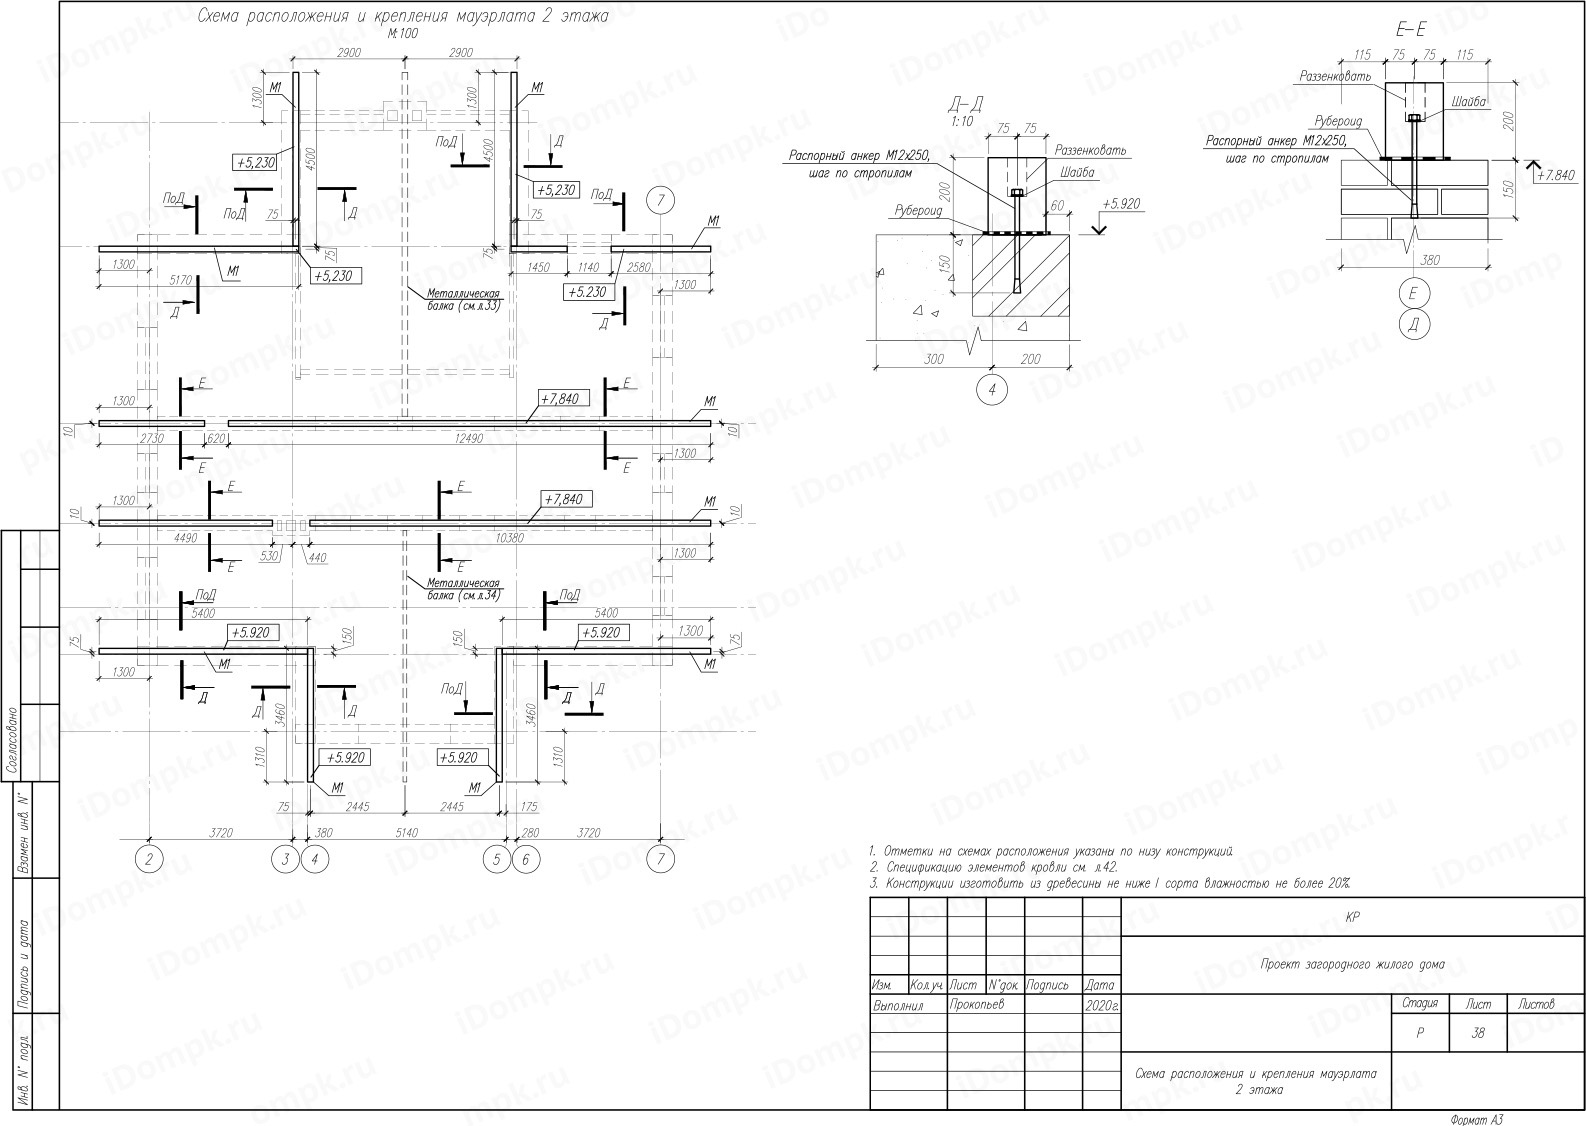 Схема расположения и крепления мауэрлата 2 этажа
М:100
2900
2900
1300
М1
4500
+5,230
ПоД
Д
75
1300
М1
4500
+5,230
ПоД
Д
75
ПоД
ПоД
7
75
75
М1
1300
5170
М1
+5,230
1450
1140
2580
+5.230
1300
Д
Д
Металлическая
балка (см.л.33)
Е
Е
1300
+7,840
М1
10
2730
620
12490
10
1300
Е
Е
Е
Е
1300
+7,840
М1
10
4490
530
440
10380
10
1300
Е
Е
Металлическая
балка (см.л.34)
ПоД
5400
ПоД
5400
+5.920
150
150
+5.920
1300
75
75
1300
М1
М1
Д
Д
Д
Д
ПоД
Д
3460
3460
1310
1310
+5.920
+5.920
М1
М1
75
2445
2445
175
3720
380
5140
280
3720
2
3
4
5
6
7
Д-Д
1:10
75
75
Распорный анкер М12х250,
шаг по стропилам
Раззенковать
Шайба
200
Рубероид
60
+5.920
150
300
200
4
Е-Е
115
75
75
115
Раззенковать
Шайба
Рубероид
200
Распорный анкер М12х250,
шаг по стропилам
+7.840
150
380
Е
Д
1. Отметки на схемах расположения указаны по низу конструкций.
2. Спецификацию элементов кровли см. л.42.
3. Конструкции изготовить из древесины не ниже I сорта влажностью не более 20%.
КР
Проект загородного жилого дома
Изм.
Кол.уч.
Лист
N°док.
Подпись
Дата
Выполнил
Прокопьев
2020г.
Стадия
Лист
Листов
Р
38
Схема расположения и крепления мауэрлата
2 этажа
Формат А3
Согласовано
Взамен инв. N°
Подпись и дата
Инв. N° подл.
iDompk.ru